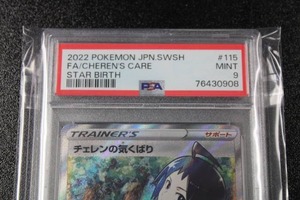 2022 POKEMON JPN.SWSH #115
FA/CHEREN'S CARE MINT
STAR BIRTH PSA 9
76430908
TRAINER'S サポート
チェレンの気くばり